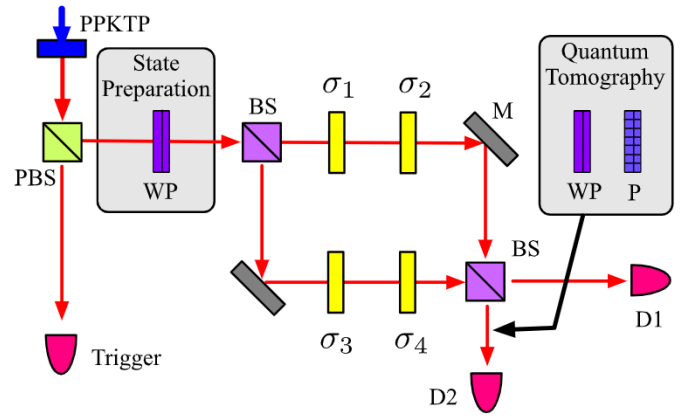 PPKTP
State
Preparation
WP
PBS
BS
σ₁
σ₂
M
Quantum
Tomography
WP
P
BS
σ₃
σ₄
D1
D2
Trigger